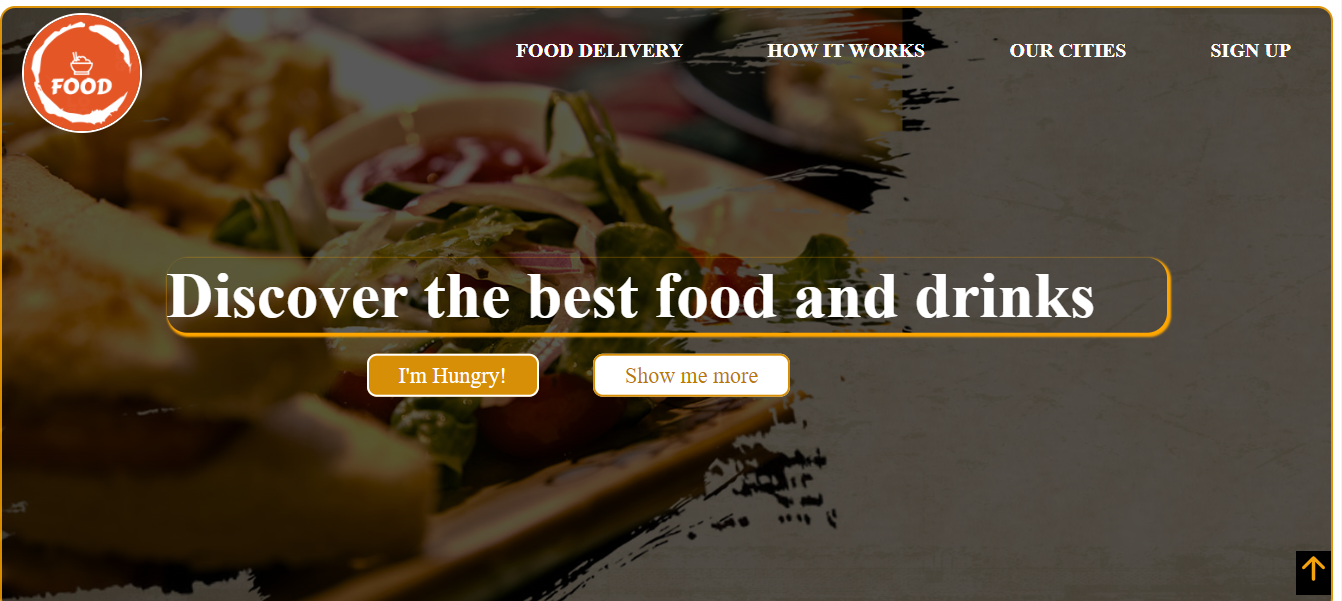 FOOD
FOOD DELIVERY
HOW IT WORKS
OUR CITIES
SIGN UP
Discover the best food and drinks
I'm Hungry!
Show me more